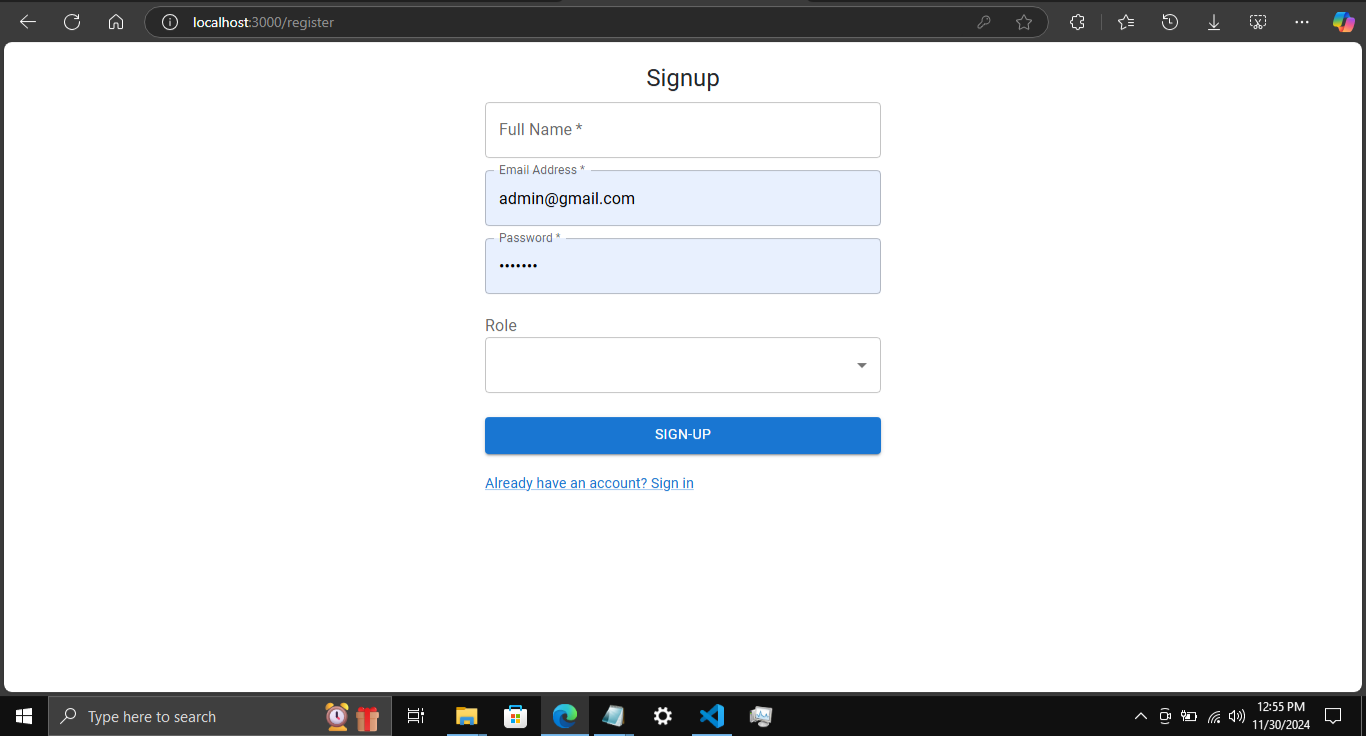 localhost:3000/register
Signup
Full Name *
Email Address *
admin@gmail.com
Password *
•••••••
Role
SIGN-UP
Already have an account? Sign in
Type here to search
12:55 PM
11/30/2024